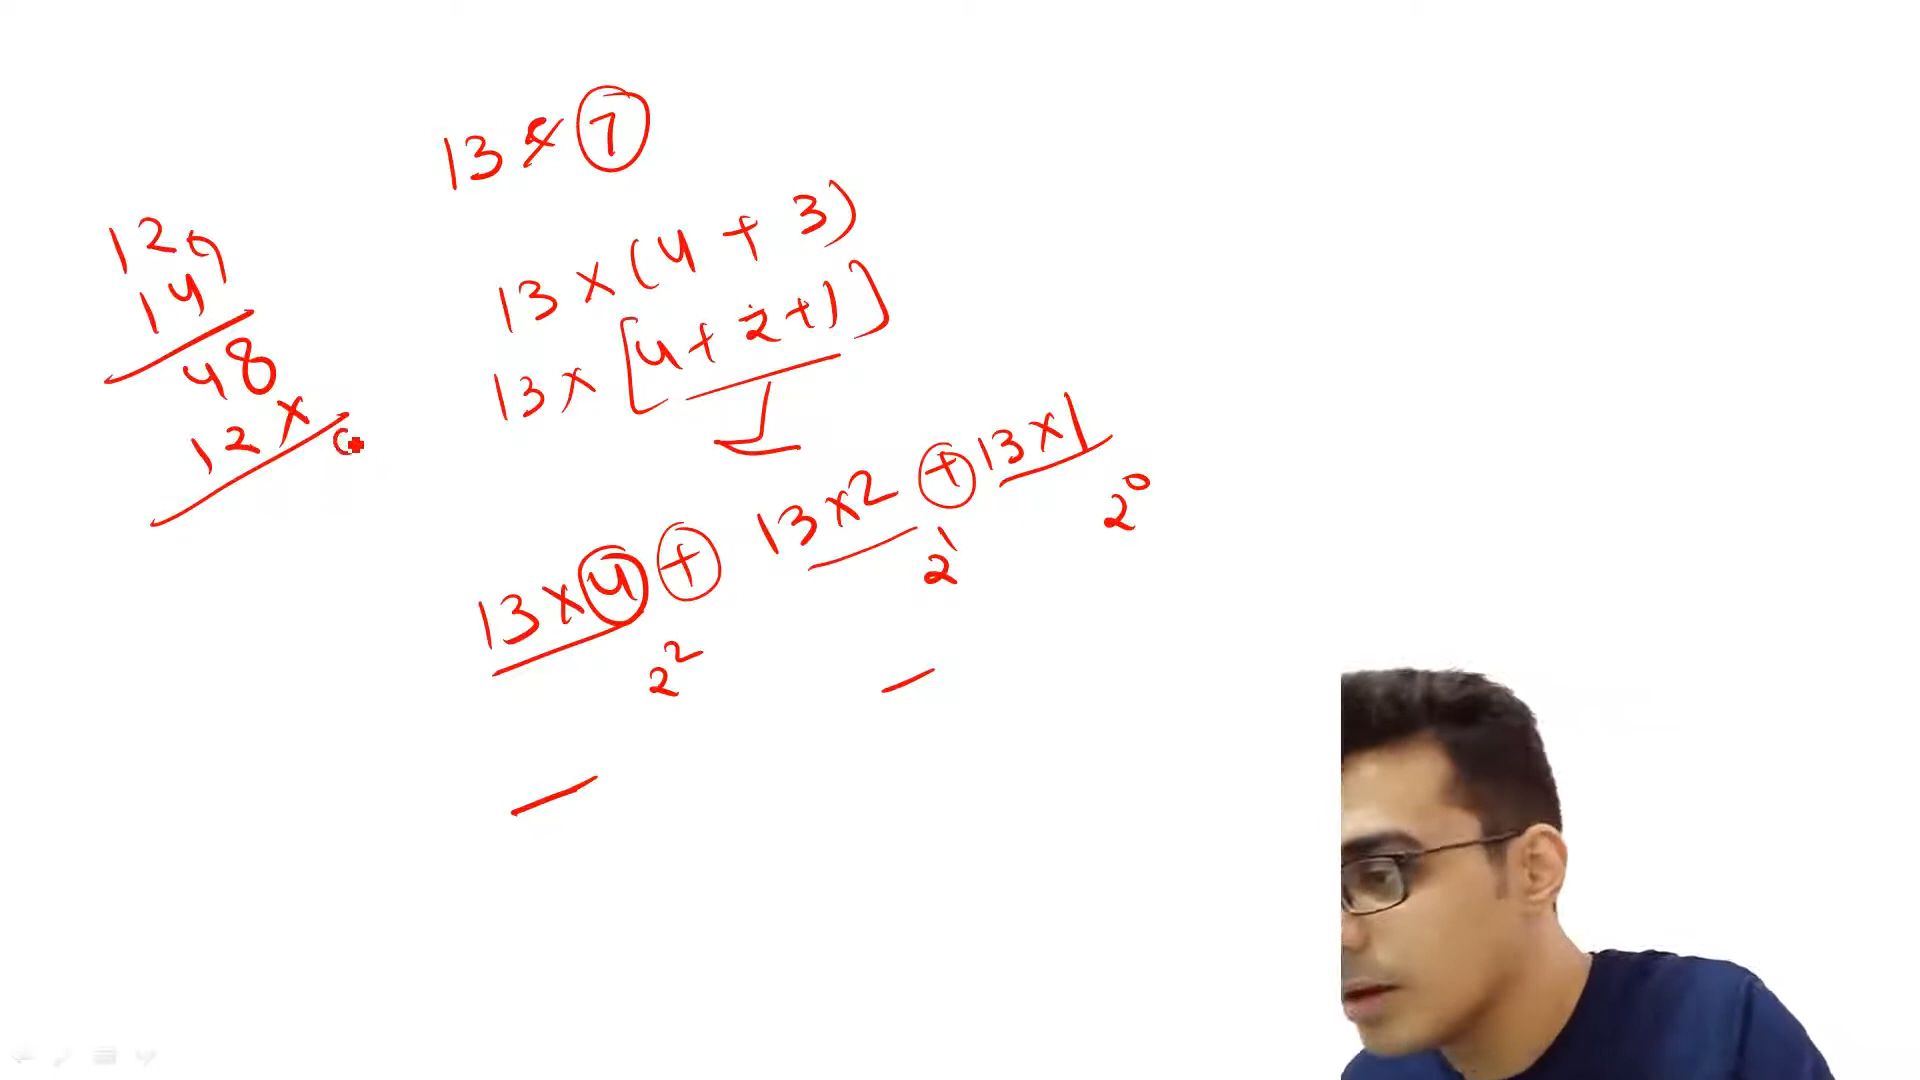 13 × 7
13 × (4 + 3)
13 × [4 + 2 + 1]
13 × 4 + 13 × 2 + 13 × 1
2² 2¹ 2⁰
12
14
48
12 ×